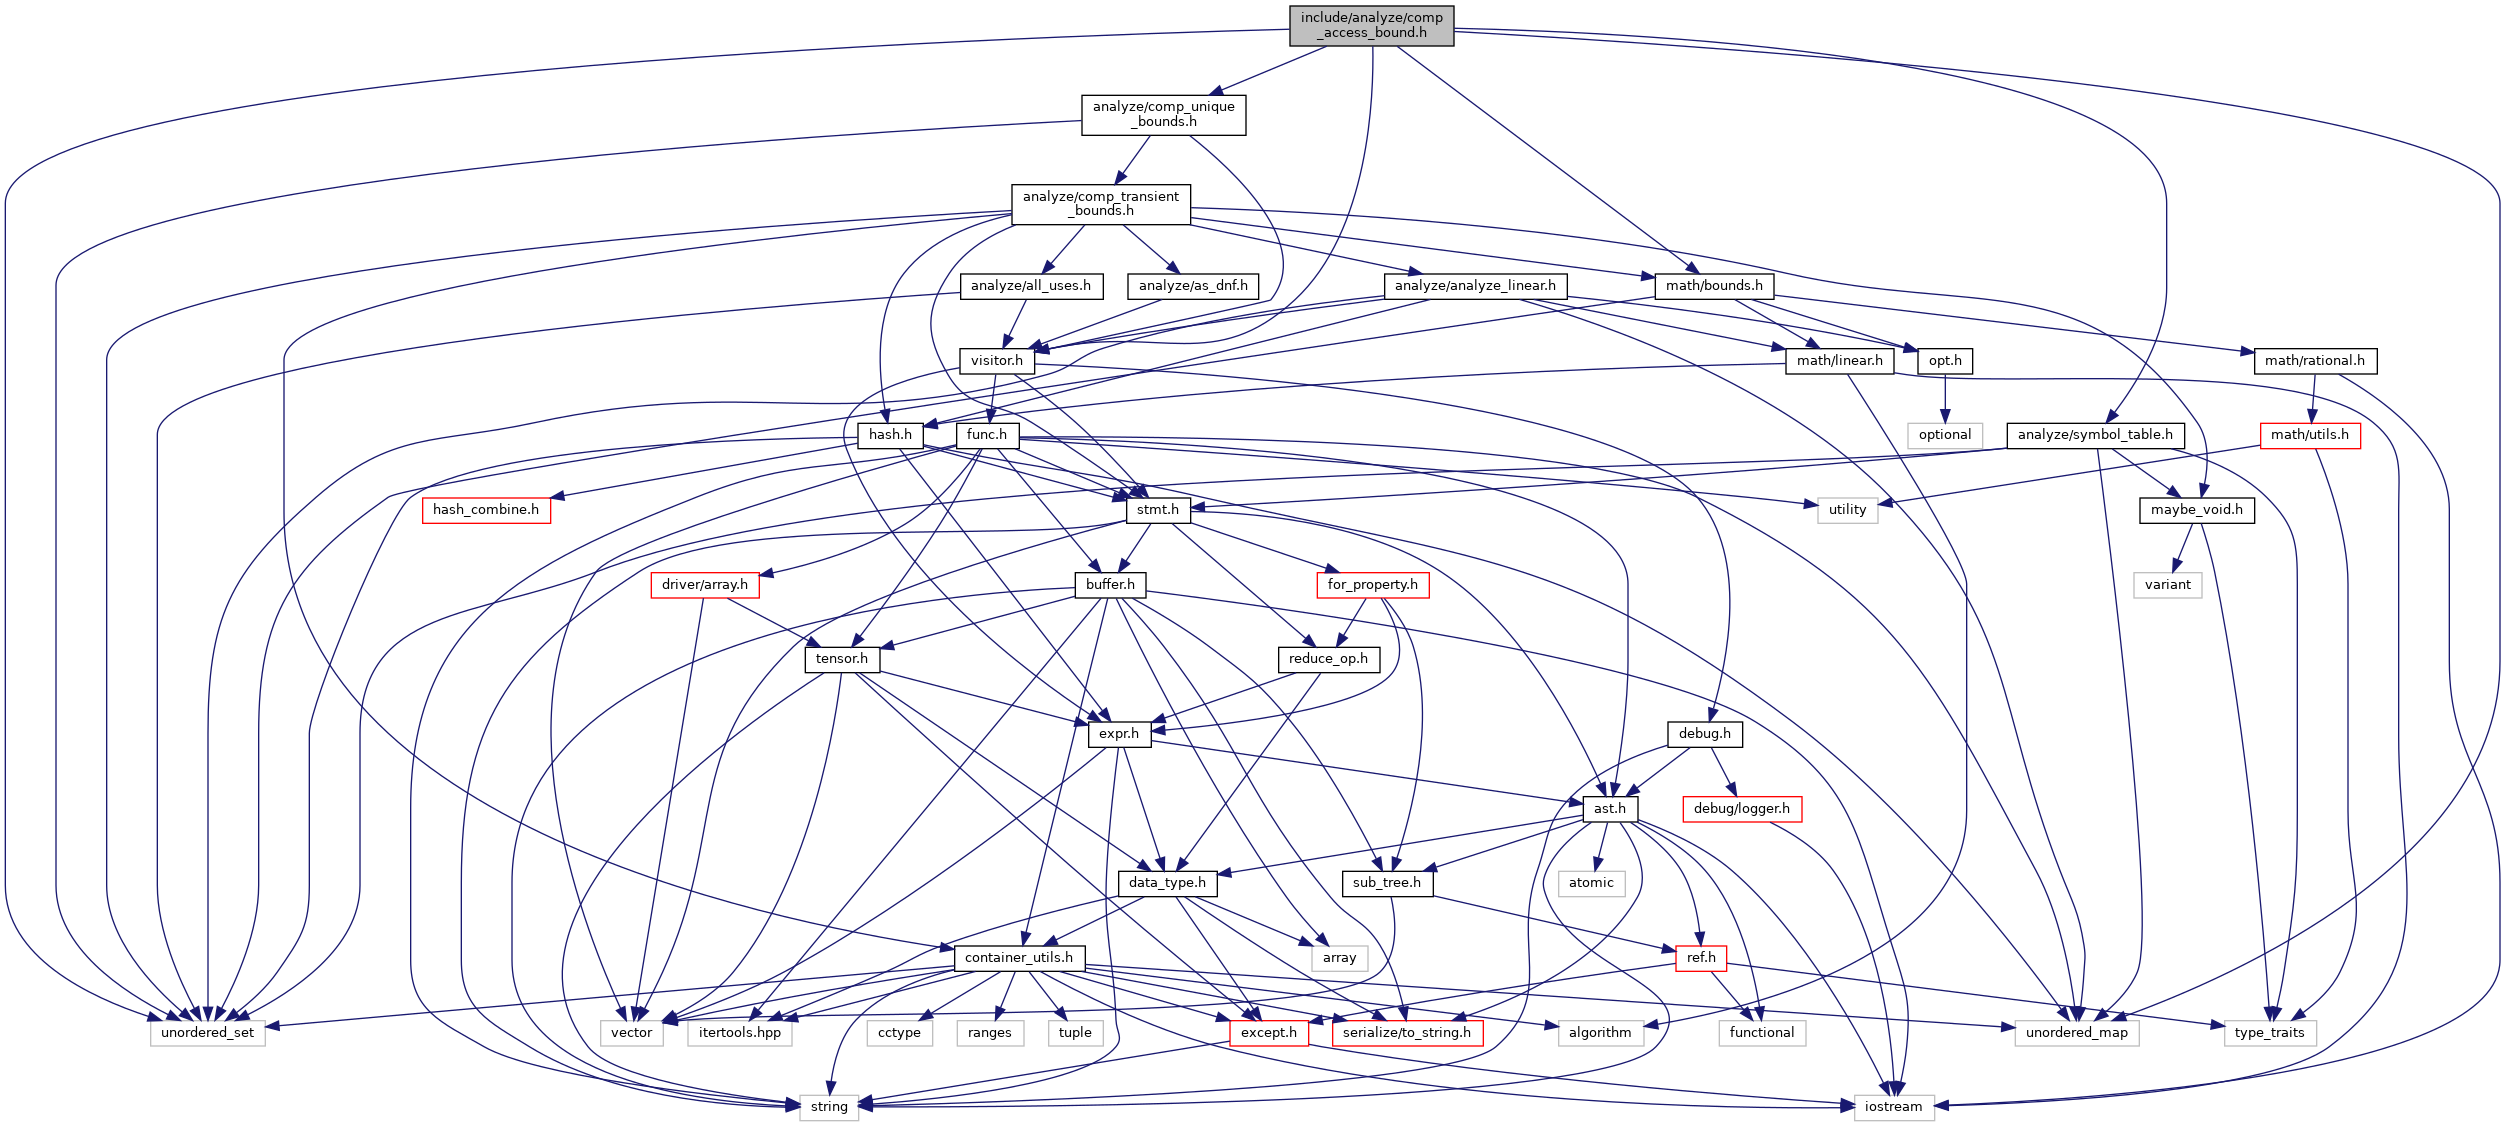 include/analyze/comp
_access_bound.h
analyze/comp_unique
_bounds.h
analyze/comp_transient
_bounds.h
analyze/all_uses.h
analyze/as_dnf.h
analyze/analyze_linear.h
math/bounds.h
visitor.h
math/linear.h
opt.h
math/rational.h
hash.h
func.h
optional
analyze/symbol_table.h
math/utils.h
hash_combine.h
stmt.h
utility
maybe_void.h
driver/array.h
buffer.h
for_property.h
variant
tensor.h
reduce_op.h
expr.h
debug.h
ast.h
debug/logger.h
data_type.h
sub_tree.h
atomic
container_utils.h
array
ref.h
unordered_set
vector
itertools.hpp
cctype
ranges
tuple
except.h
serialize/to_string.h
algorithm
functional
unordered_map
type_traits
string
iostream